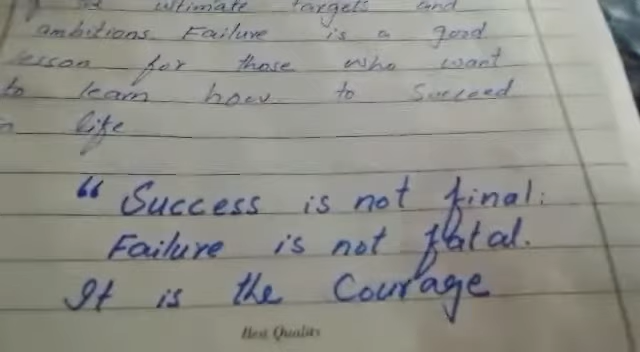 ultimate targets and
ambitions. Failure is a good
lesson for those who want
to learn how to Succeed
in life
“Success is not final:
Failure is not fatal.
It is the Courage
Best Quality